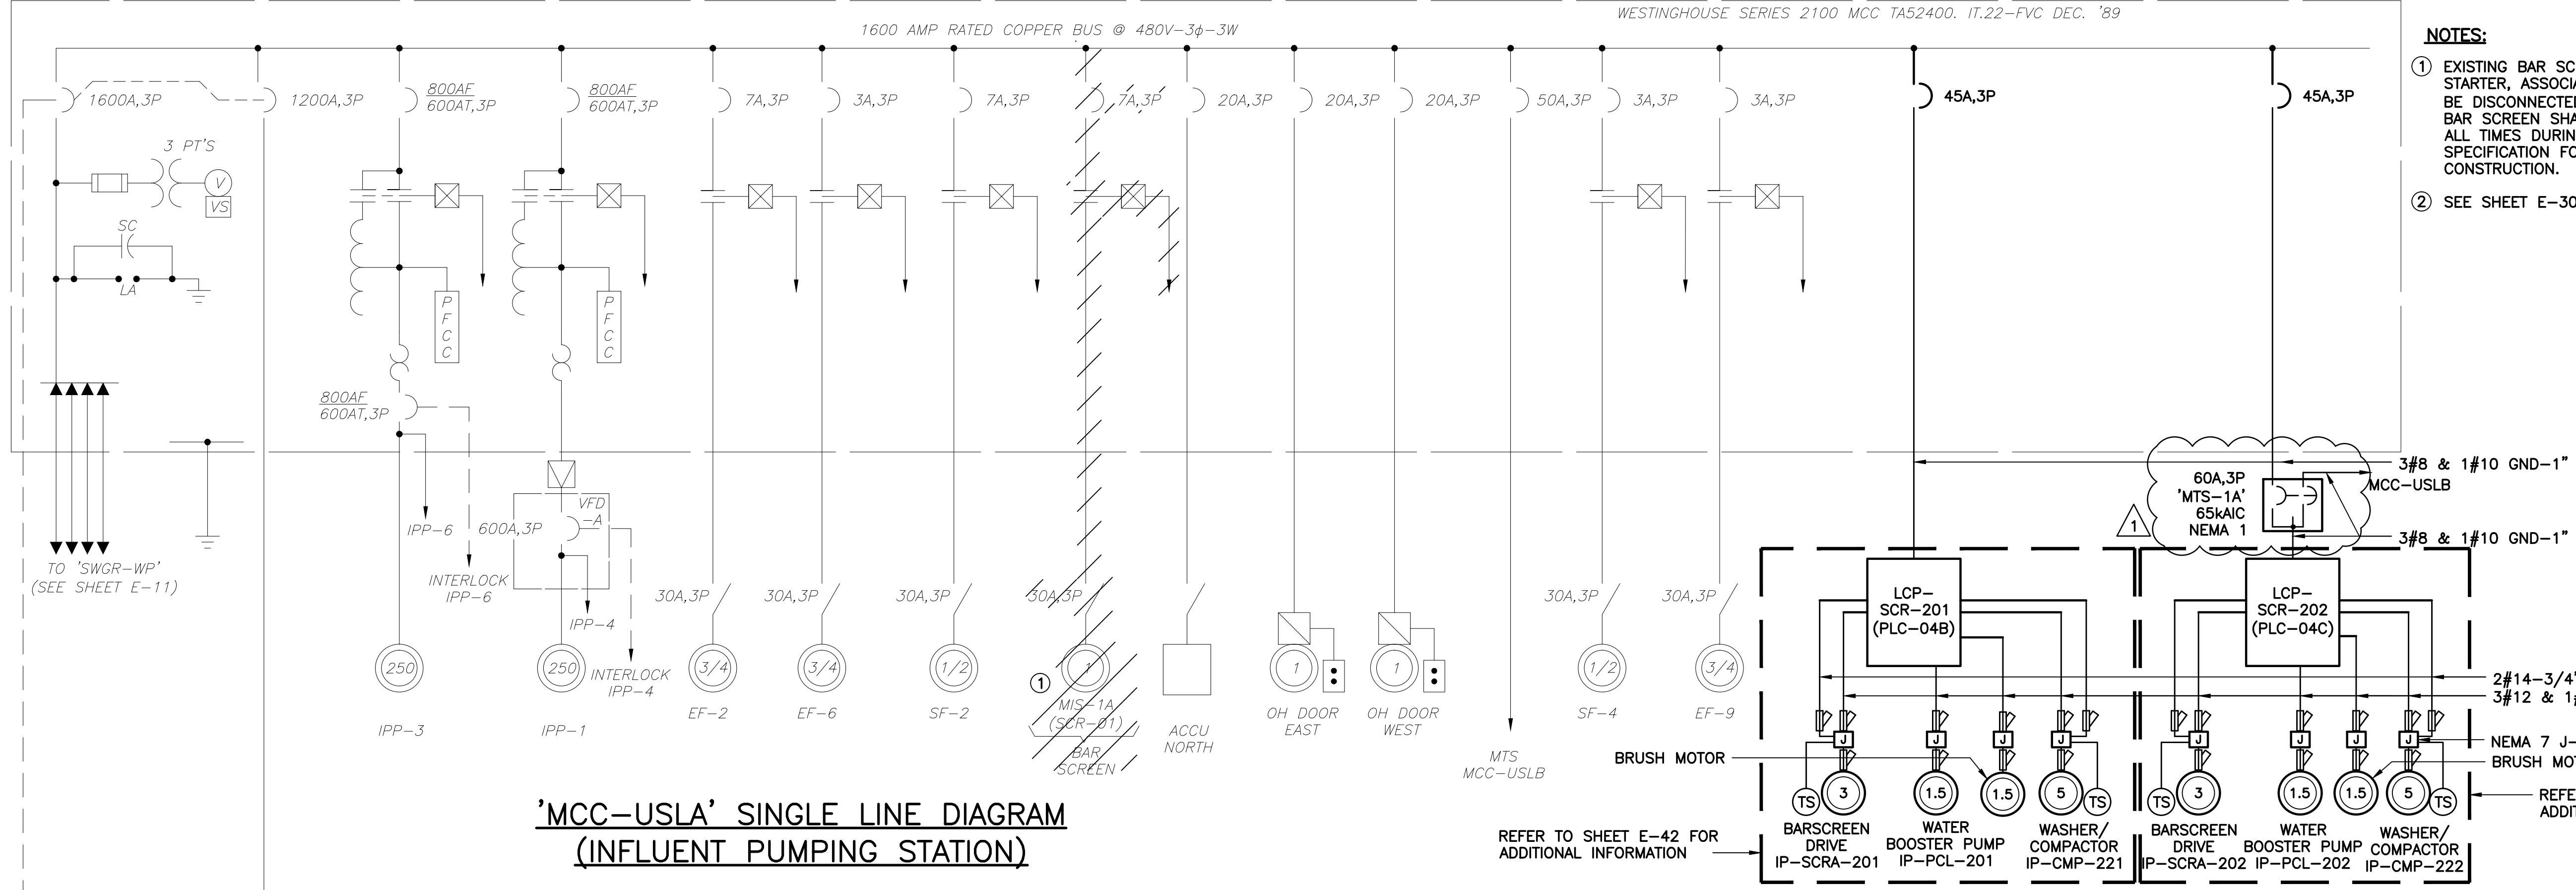 WESTINGHOUSE SERIES 2100 MCC TA52400. IT.22-FVC DEC. '89
1600 AMP RATED COPPER BUS @ 480V-3ϕ-3W
1600A,3P
1200A,3P
800AF
600AT,3P
800AF
600AT,3P
7A,3P
3A,3P
7A,3P
7A,3P
20A,3P
20A,3P
20A,3P
50A,3P
3A,3P
3A,3P
45A,3P
45A,3P
NOTES:
1 EXISTING BAR SC
STARTER, ASSOCIA
BE DISCONNECTE
BAR SCREEN SHA
ALL TIMES DURIN
SPECIFICATION FO
CONSTRUCTION.
2 SEE SHEET E-30
3 PT'S
V
VS
SC
LA
P
F
C
C
P
F
C
C
800AF
600AT,3P
IPP-6
INTERLOCK
IPP-6
VFD
-A
600A,3P
IPP-4
INTERLOCK
IPP-4
TO 'SWGR-WP'
(SEE SHEET E-11)
3#8 & 1#10 GND-1"
MCC-USLB
60A,3P
'MTS-1A'
65kAIC
NEMA 1
1
3#8 & 1#10 GND-1"
30A,3P
30A,3P
30A,3P
30A,3P
30A,3P
30A,3P
250
IPP-3
250
IPP-1
3/4
EF-2
3/4
EF-6
1/2
SF-2
1
1
MIS-1A
(SCR-01)
BAR
SCREEN
ACCU
NORTH
1
OH DOOR
EAST
1
OH DOOR
WEST
MTS
MCC-USLB
1/2
SF-4
3/4
EF-9
LCP-
SCR-201
(PLC-04B)
LCP-
SCR-202
(PLC-04C)
2#14-3/4"
3#12 & 1#
J
J
J
J
J
J
J
J
NEMA 7 J-
BRUSH MOTOR
BRUSH MO
TS
3
1.5
1.5
5
TS
TS
3
1.5
1.5
5
TS
BARSCREEN
DRIVE
IP-SCRA-201
WATER
BOOSTER PUMP
IP-PCL-201
WASHER/
COMPACTOR
IP-CMP-221
BARSCREEN
DRIVE
IP-SCRA-202
WATER
BOOSTER PUMP
IP-PCL-202
WASHER/
COMPACTOR
IP-CMP-222
REFER TO SHEET E-42 FOR
ADDITIONAL INFORMATION
REFE
ADDI
'MCC-USLA' SINGLE LINE DIAGRAM
(INFLUENT PUMPING STATION)